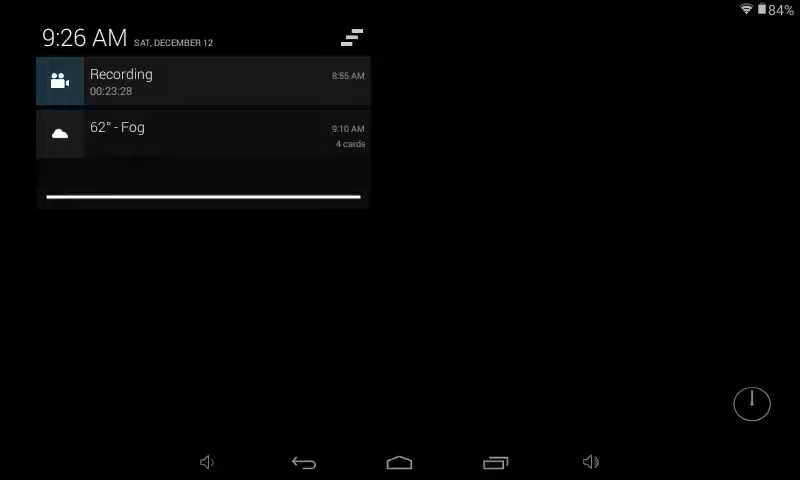 84%
9:26 AM SAT, DECEMBER 12
Recording 8:55 AM
00:23:28
62° - Fog 9:10 AM
4 cards